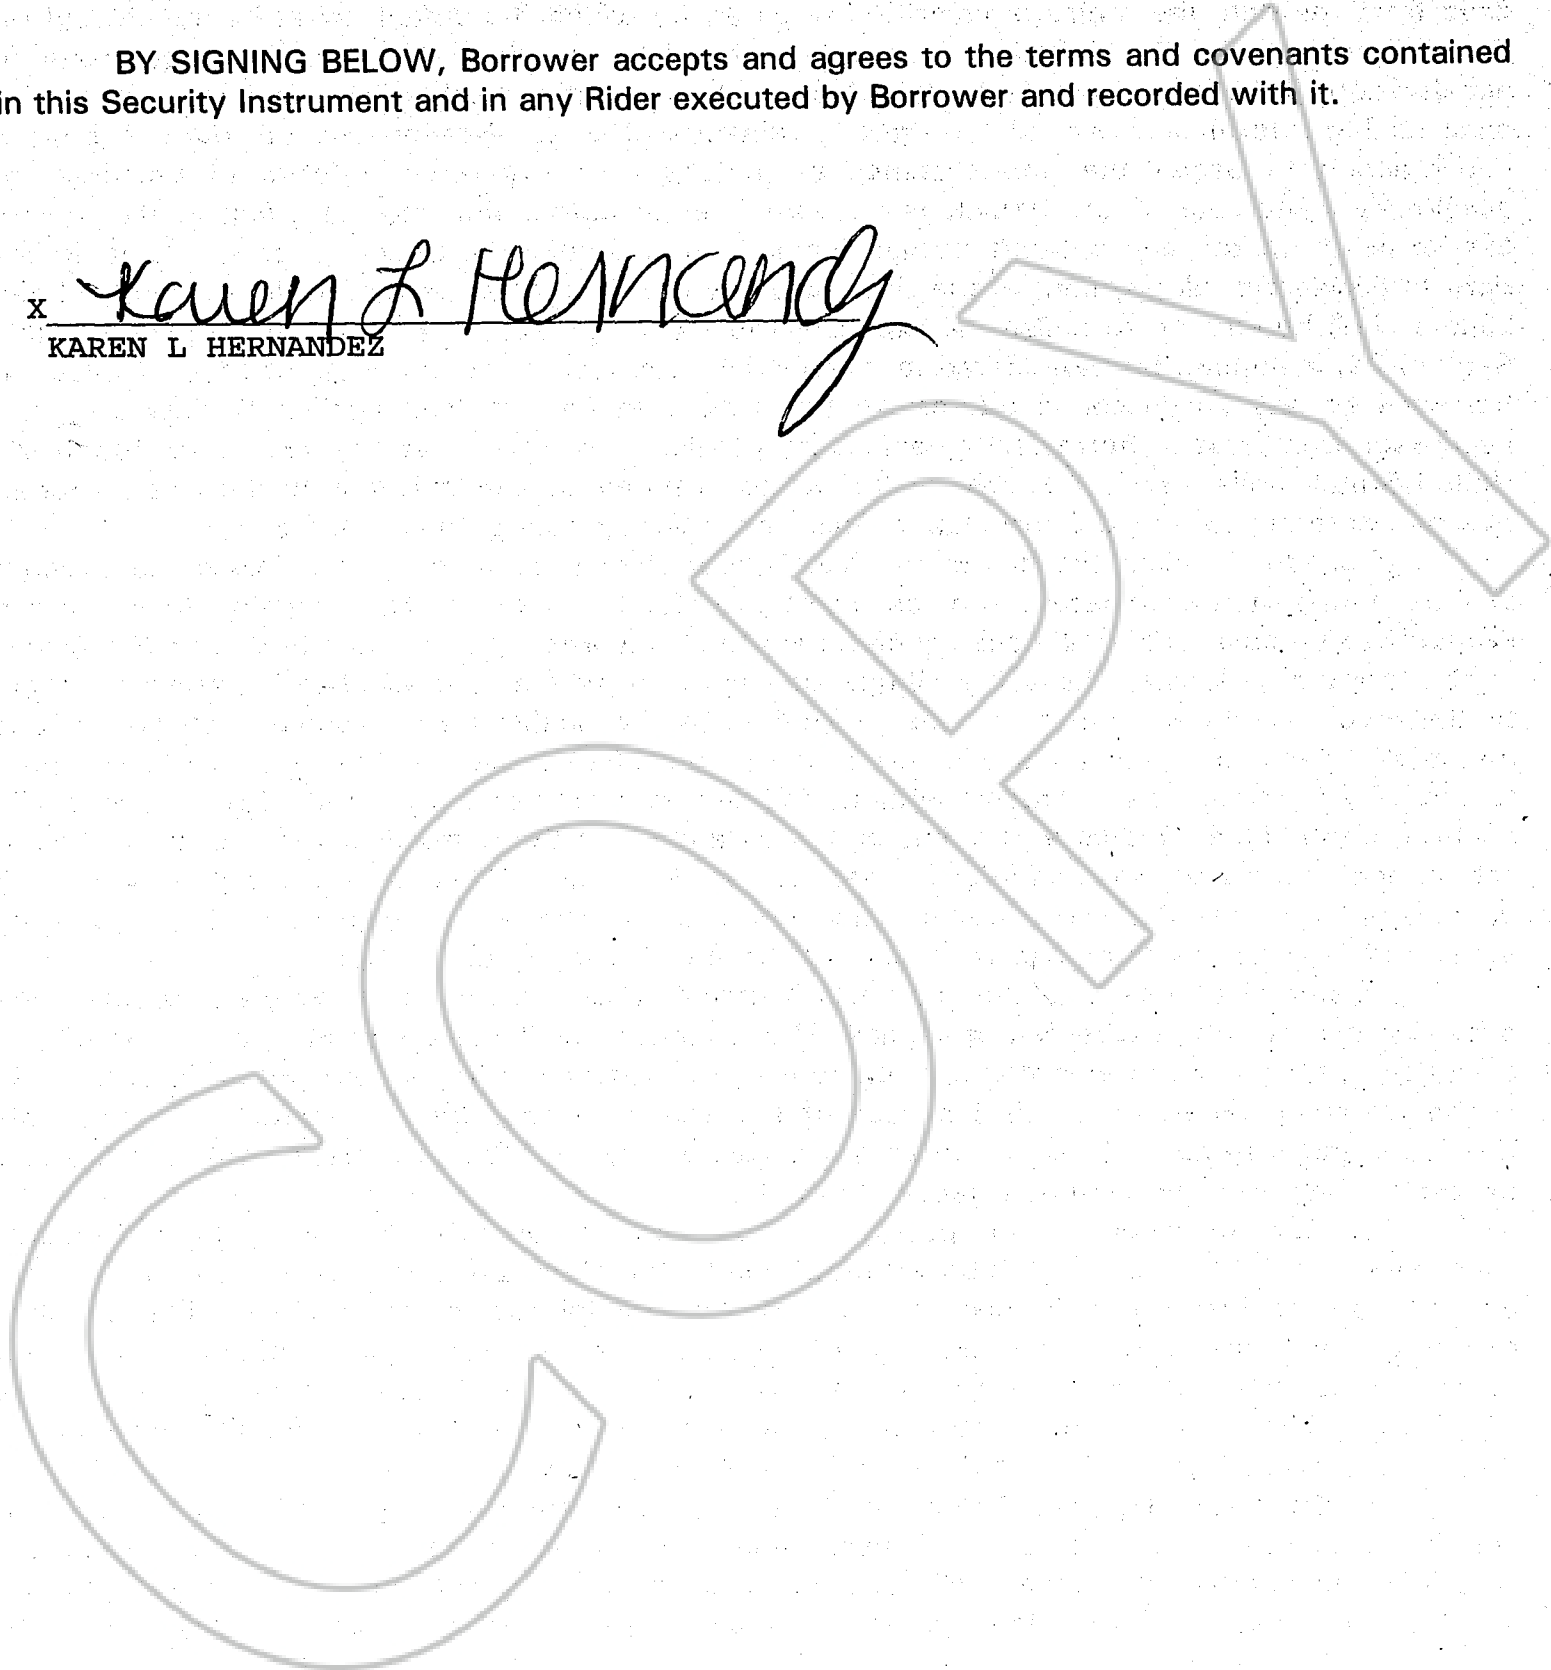 BY SIGNING BELOW, Borrower accepts and agrees to the terms and covenants contained
in this Security Instrument and in any Rider executed by Borrower and recorded with it.
x Karen L Hernandez
KAREN L HERNANDEZ
COPY